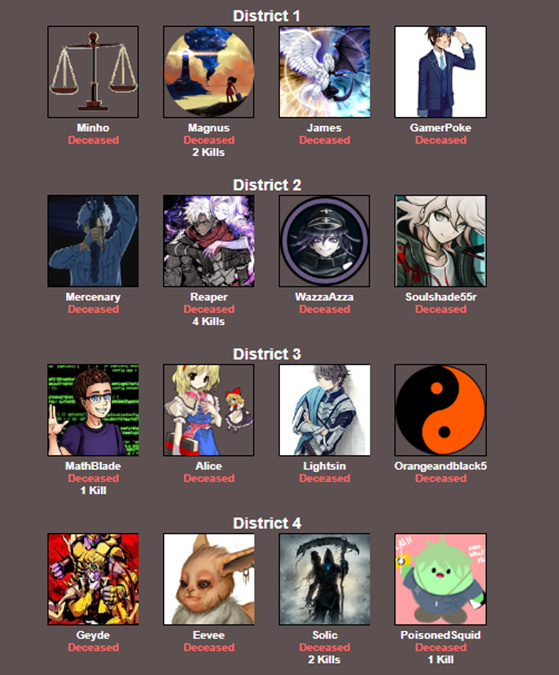 District 1
Minho
Deceased
Magnus
Deceased
2 Kills
James
Deceased
GamerPoke
Deceased
District 2
Mercenary
Deceased
Reaper
Deceased
4 Kills
WazzaAzza
Deceased
Soulshade55r
Deceased
District 3
MathBlade
Deceased
1 Kill
Alice
Deceased
Lightsin
Deceased
Orangeandblack5
Deceased
District 4
Geyde
Deceased
Eevee
Deceased
Solic
Deceased
2 Kills
PoisonedSquid
Deceased
1 Kill